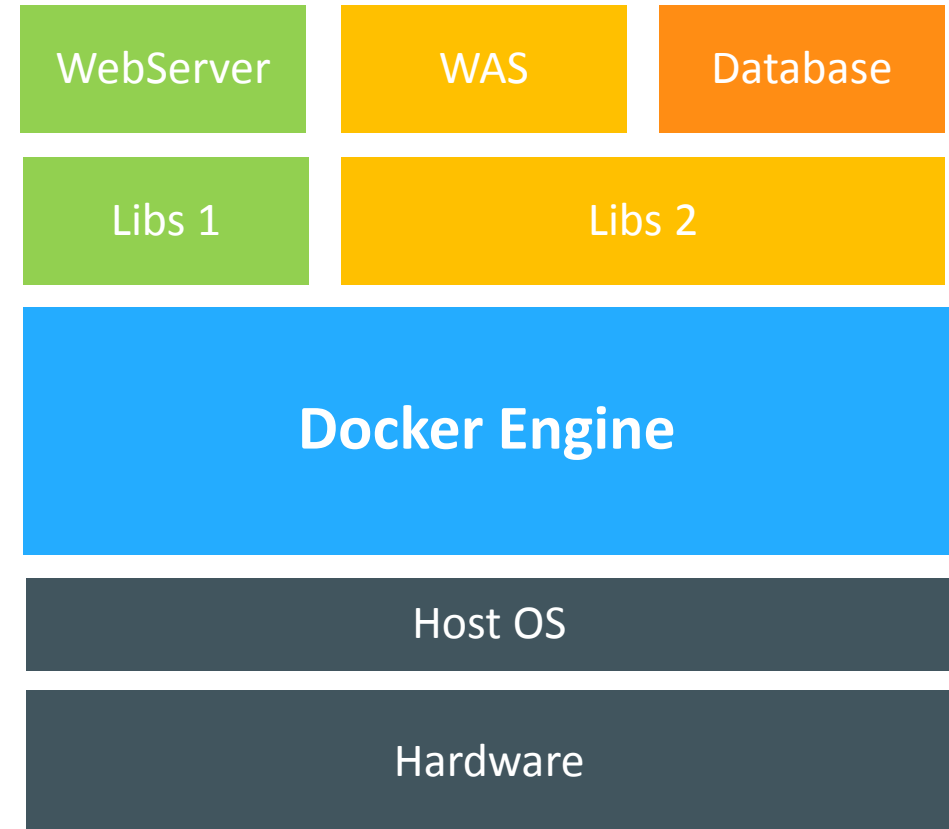 WebServer
WAS
Database
Libs 1
Libs 2
Docker Engine
Host OS
Hardware